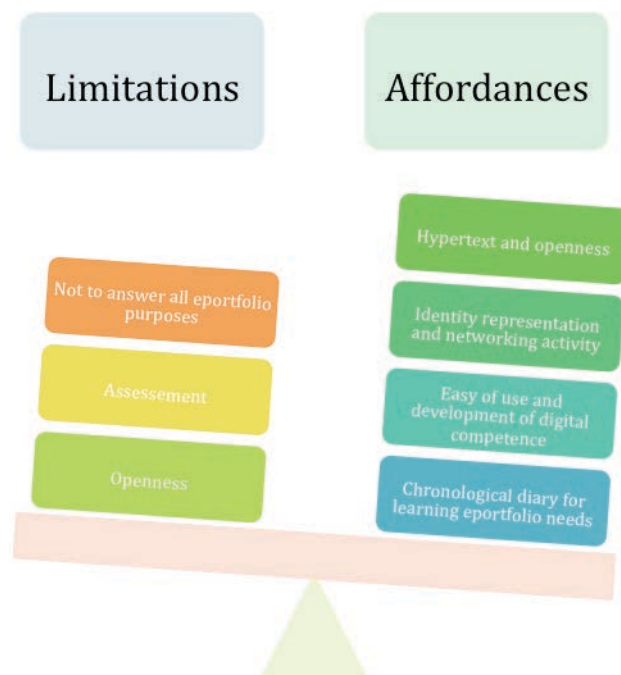 Limitations
Affordances
Not to answer all eportfolio
purposes
Assessment
Openness
Hypertext and openness
Identity representation
and networking activity
Easy of use and
development of digital
competence
Chronological diary for
learning eportfolio needs